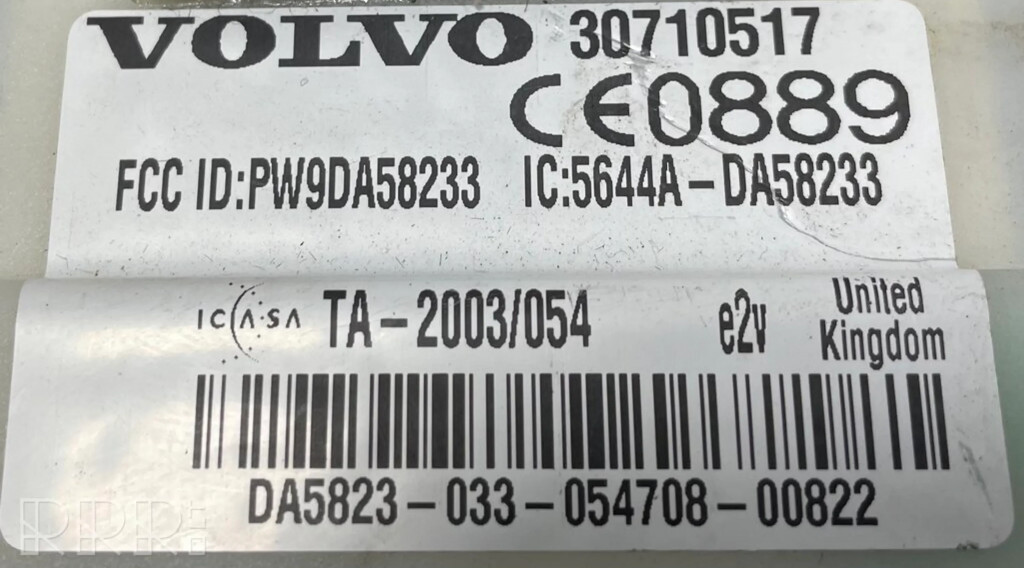 VOLVO 30710517
CE0889
FCC ID:PW9DA58233 IC:5644A-DA58233
ICASA TA-2003/054 e2v United
Kingdom
DA5823-033-054708-00822
RRR